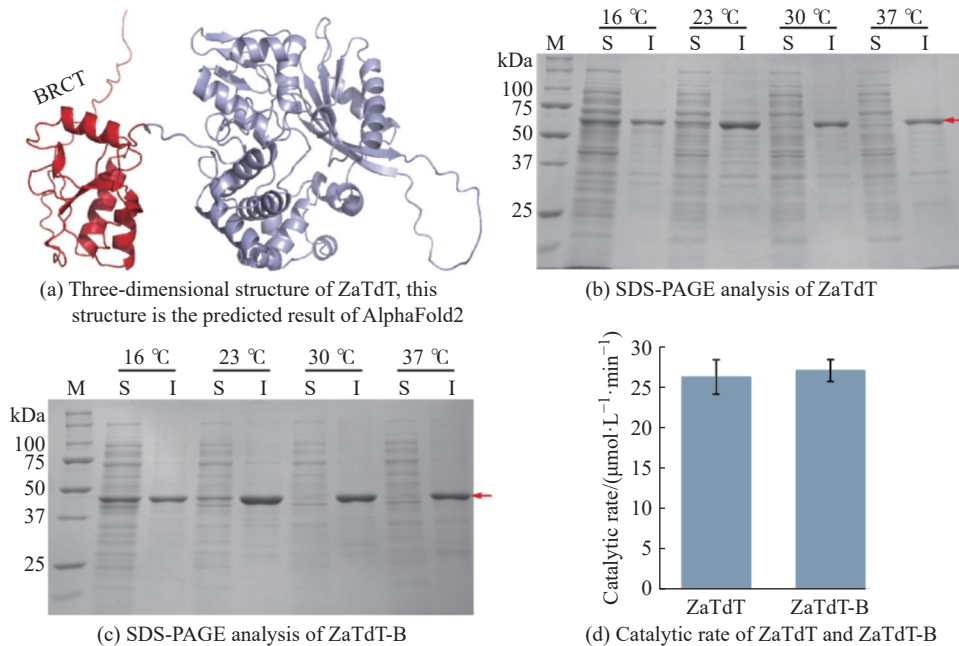 BRCT
(a) Three-dimensional structure of ZaTdT, this
structure is the predicted result of AlphaFold2
16 ℃ 23 ℃ 30 ℃ 37 ℃
M S I S I S I S I
kDa
100
75
50
37
25
(b) SDS-PAGE analysis of ZaTdT
16 ℃ 23 ℃ 30 ℃ 37 ℃
M S I S I S I S I
kDa
100
75
50
37
25
(c) SDS-PAGE analysis of ZaTdT-B
Catalytic rate/(μmol·L⁻¹·min⁻¹)
30
25
20
15
10
5
0
ZaTdT ZaTdT-B
(d) Catalytic rate of ZaTdT and ZaTdT-B